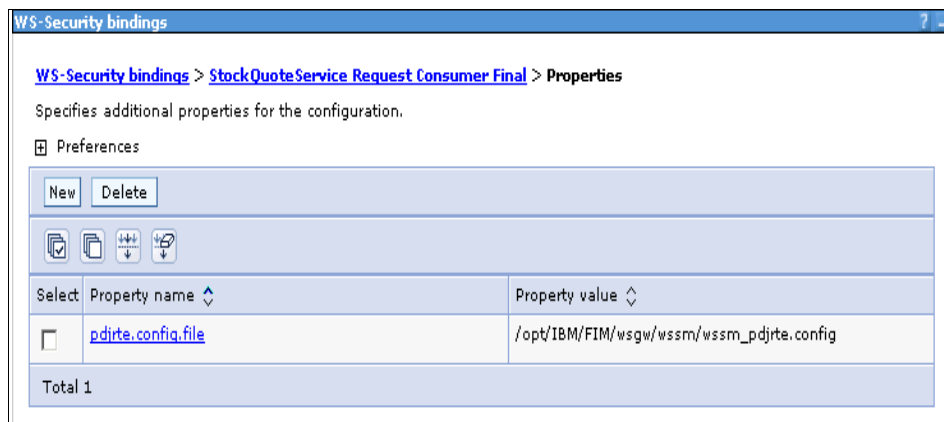 WS-Security bindings ? -
WS-Security bindings > StockQuoteService Request Consumer Final > Properties
Specifies additional properties for the configuration.
Preferences
New Delete
Select Property name Property value
pdjrte.config.file /opt/IBM/FIM/wsgw/wssm/wssm_pdjrte.config
Total 1